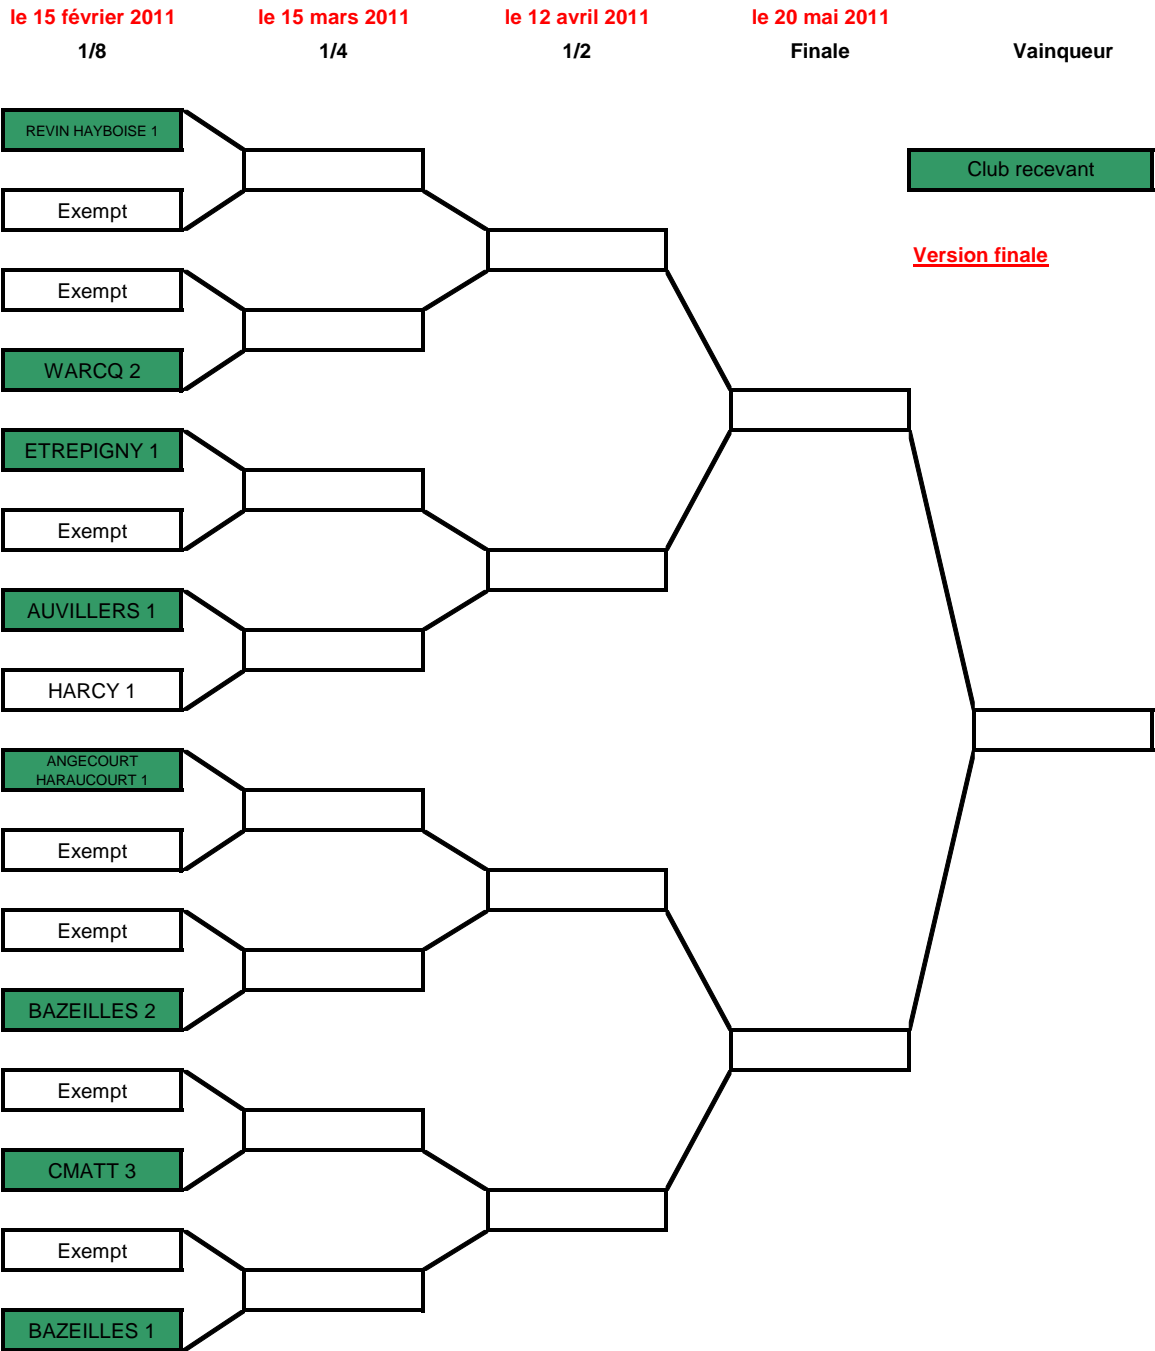 le 15 février 2011 le 15 mars 2011 le 12 avril 2011 le 20 mai 2011
1/8 1/4 1/2 Finale Vainqueur
REVIN HAYBOISE 1
Club recevant
Exempt
Version finale
Exempt
WARCQ 2
ETREPIGNY 1
Exempt
AUVILLERS 1
HARCY 1
ANGECOURT
HARAUCOURT 1
Exempt
Exempt
BAZEILLES 2
Exempt
CMATT 3
Exempt
BAZEILLES 1